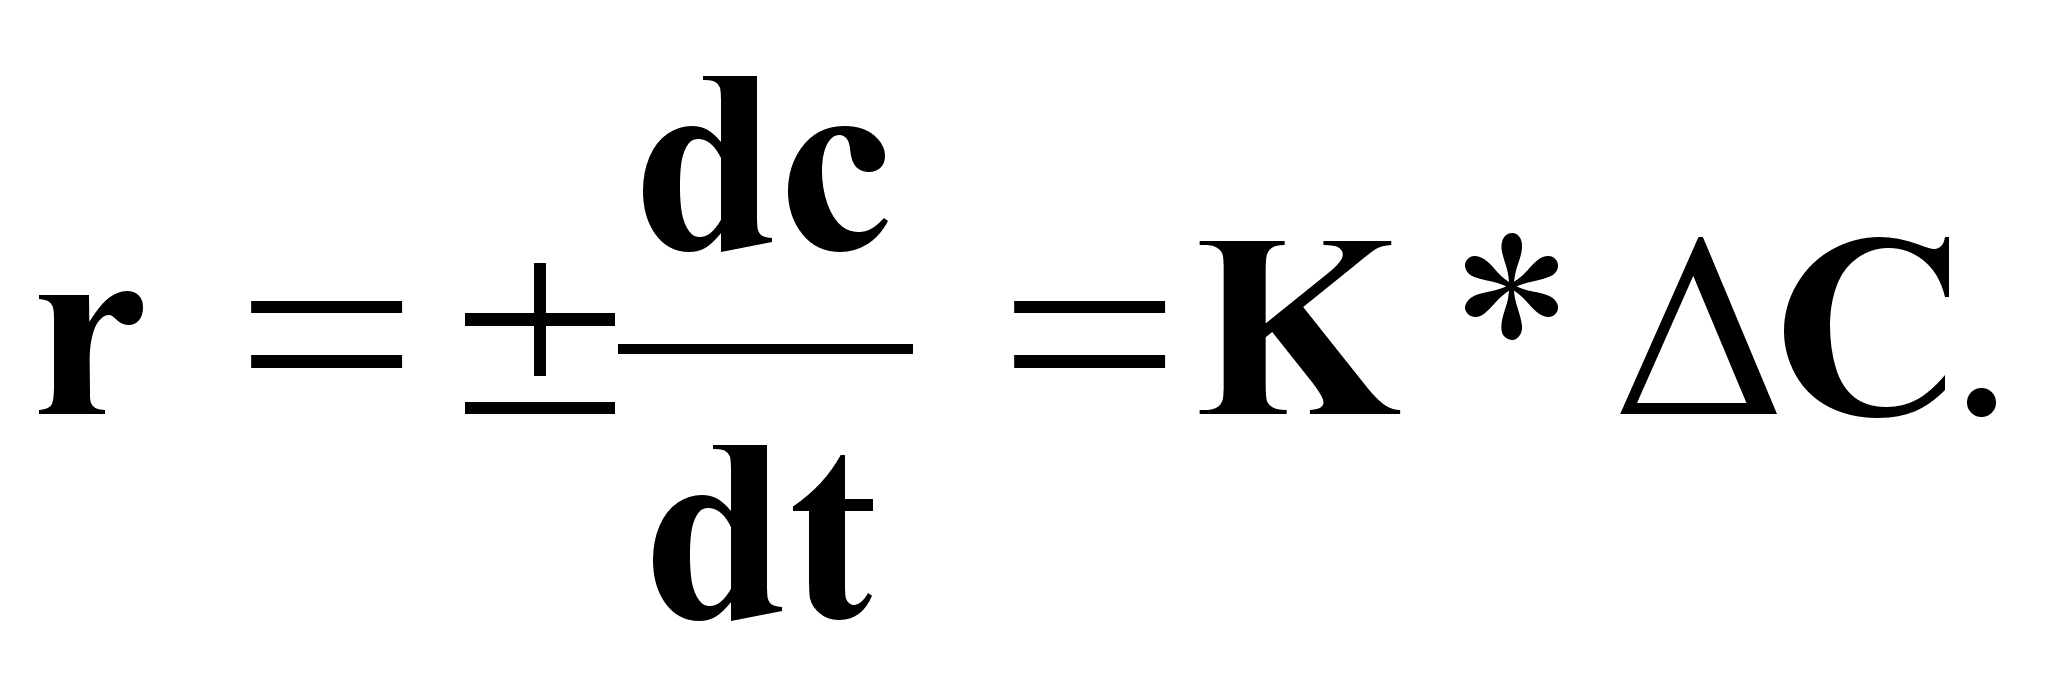 r = ± dc/dt = K * ΔC.